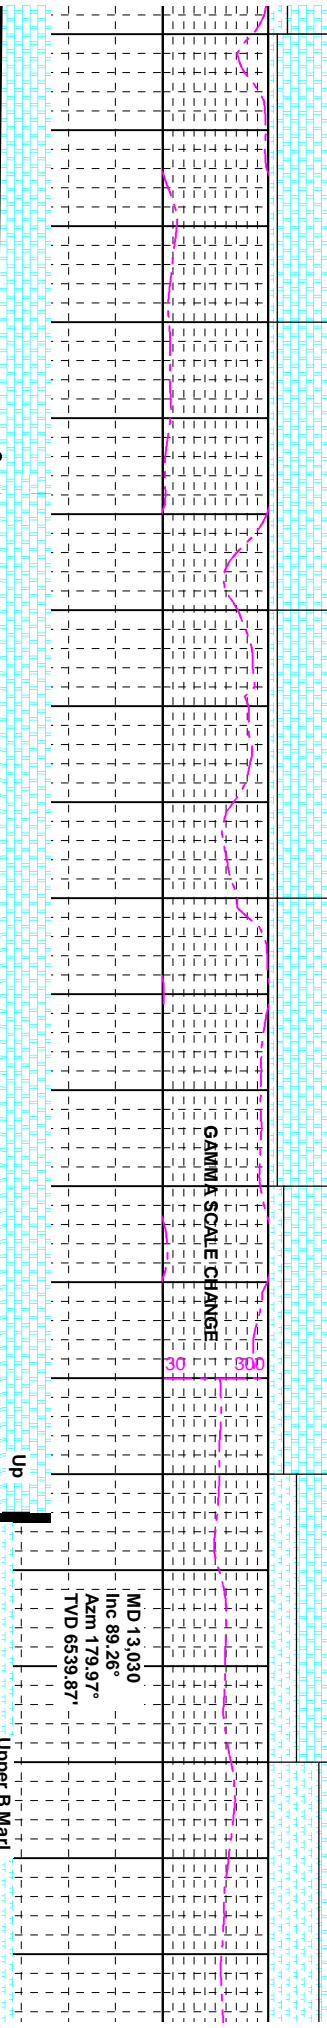 GAMMA SCALE CHANGE
30
300
Up
MD 13,030
Inc 89.26°
Azm 179.97°
TVD 6539.87'
Upper B Marl